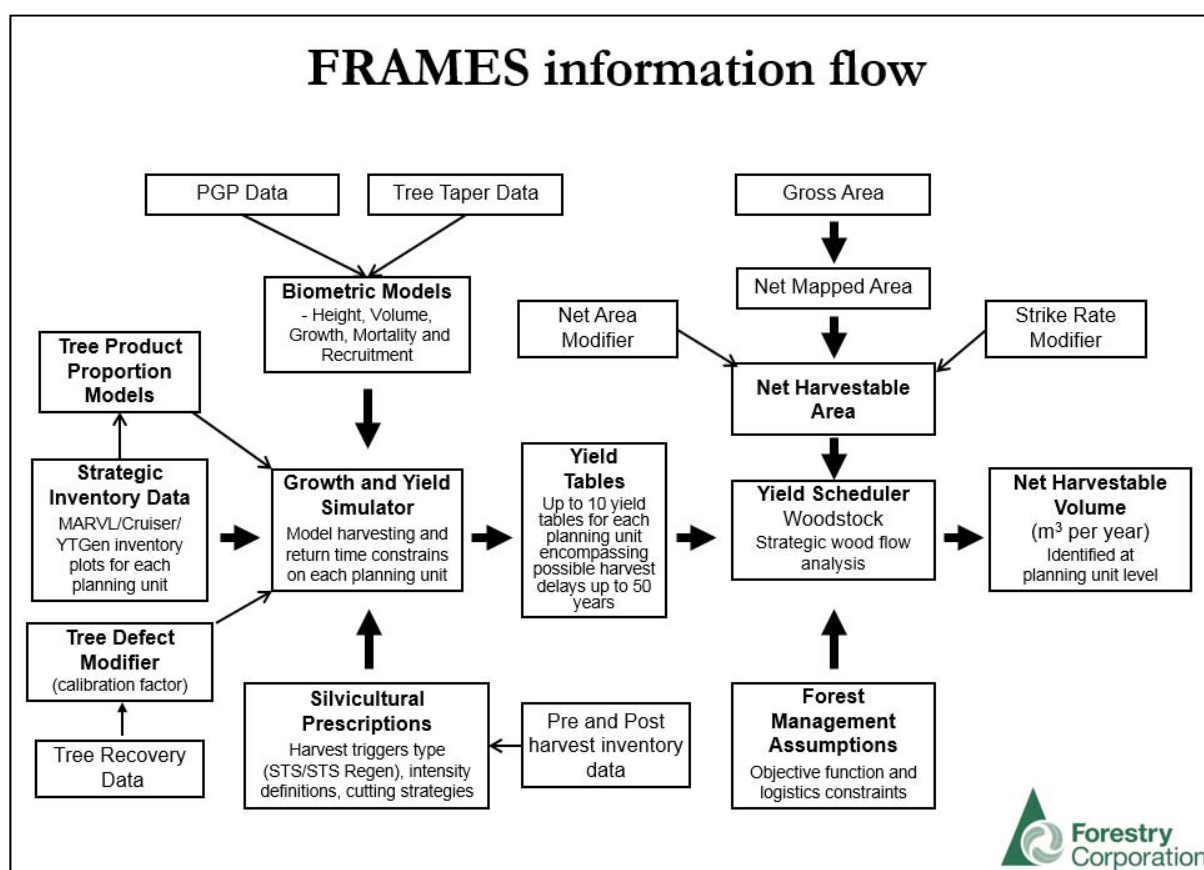 FRAMES information flow
PGP Data
Tree Taper Data
Gross Area
Biometric Models
- Height, Volume,
Growth, Mortality and
Recruitment
Net Mapped Area
Net Area
Modifier
Strike Rate
Modifier
Tree Product
Proportion
Models
Net Harvestable
Area
Strategic
Inventory Data
MARVL/Cruiser/
YTGen inventory
plots for each
planning unit
Growth and Yield
Simulator
Model harvesting and
return time constrains
on each planning unit
Yield
Tables
Up to 10 yield
tables for each
planning unit
encompassing
possible harvest
delays up to 50
years
Yield Scheduler
Woodstock
Strategic wood flow
analysis
Net Harvestable
Volume
(m³ per year)
Identified at
planning unit level
Tree Defect
Modifier
(calibration factor)
Tree Recovery
Data
Silvicultural
Prescriptions
Harvest triggers type
(STS/STS Regen), intensity
definitions, cutting strategies
Pre and Post
harvest inventory
data
Forest
Management
Assumptions
Objective function and
logistics constraints
Forestry
Corporation